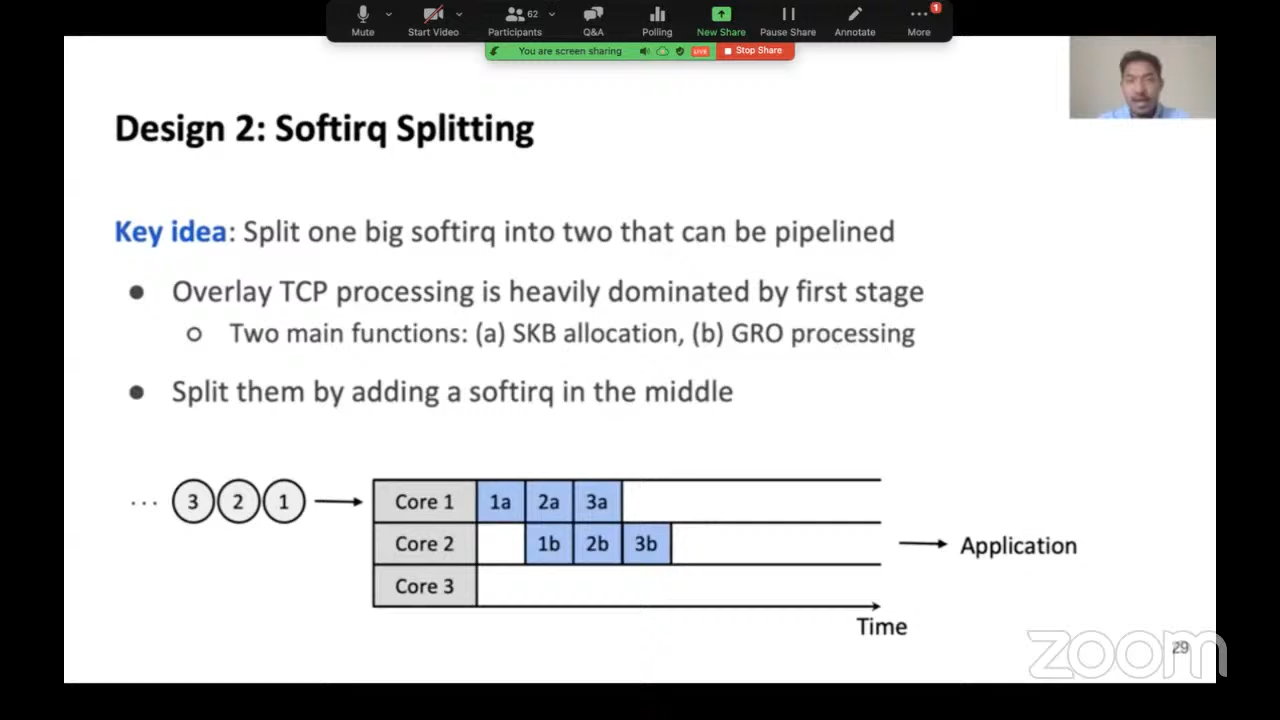 62
1
Mute
Start Video
Participants
Q&A
Polling
New Share
Pause Share
Annotate
More
You are screen sharing
LIVE
Stop Share
Design 2: Softirq Splitting
Key idea: Split one big softirq into two that can be pipelined
● Overlay TCP processing is heavily dominated by first stage
○ Two main functions: (a) SKB allocation, (b) GRO processing
● Split them by adding a softirq in the middle
... 3 2 1
Core 1 1a 2a 3a
Core 2 1b 2b 3b
Application
Core 3
Time
29
zoom